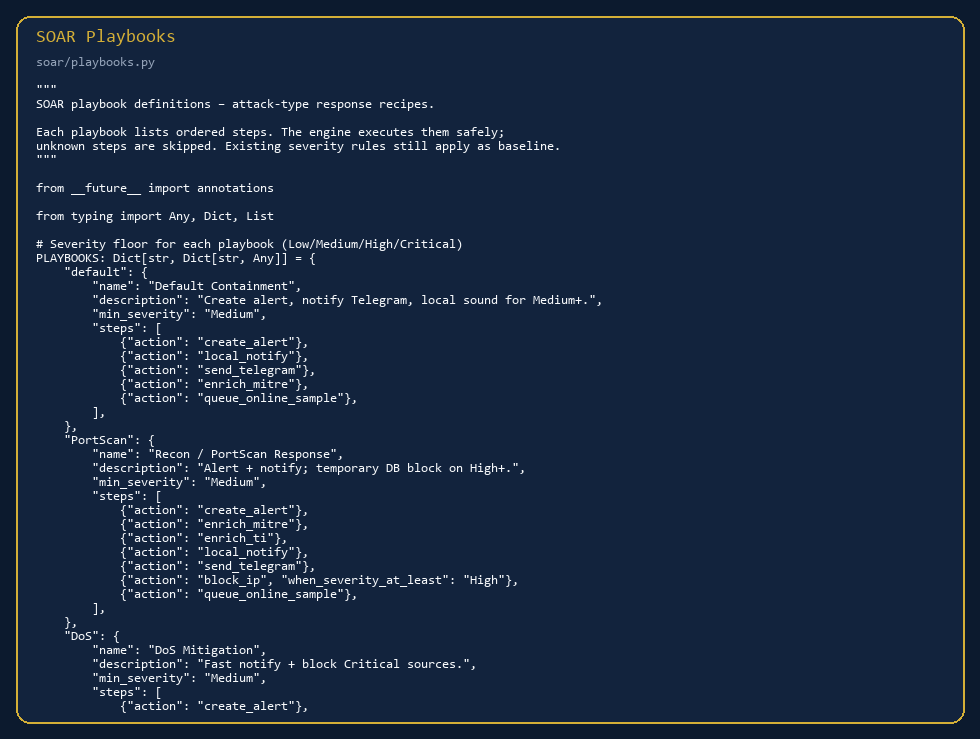 SOAR Playbooks
soar/playbooks.py
"""
SOAR playbook definitions – attack-type response recipes.

Each playbook lists ordered steps. The engine executes them safely;
unknown steps are skipped. Existing severity rules still apply as baseline.
"""

from __future__ import annotations

from typing import Any, Dict, List

# Severity floor for each playbook (Low/Medium/High/Critical)
PLAYBOOKS: Dict[str, Dict[str, Any]] = {
    "default": {
        "name": "Default Containment",
        "description": "Create alert, notify Telegram, local sound for Medium+.",
        "min_severity": "Medium",
        "steps": [
            {"action": "create_alert"},
            {"action": "local_notify"},
            {"action": "send_telegram"},
            {"action": "enrich_mitre"},
            {"action": "queue_online_sample"},
        ],
    },
    "PortScan": {
        "name": "Recon / PortScan Response",
        "description": "Alert + notify; temporary DB block on High+.",
        "min_severity": "Medium",
        "steps": [
            {"action": "create_alert"},
            {"action": "enrich_mitre"},
            {"action": "enrich_ti"},
            {"action": "local_notify"},
            {"action": "send_telegram"},
            {"action": "block_ip", "when_severity_at_least": "High"},
            {"action": "queue_online_sample"},
        ],
    },
    "DoS": {
        "name": "DoS Mitigation",
        "description": "Fast notify + block Critical sources.",
        "min_severity": "Medium",
        "steps": [
            {"action": "create_alert"},